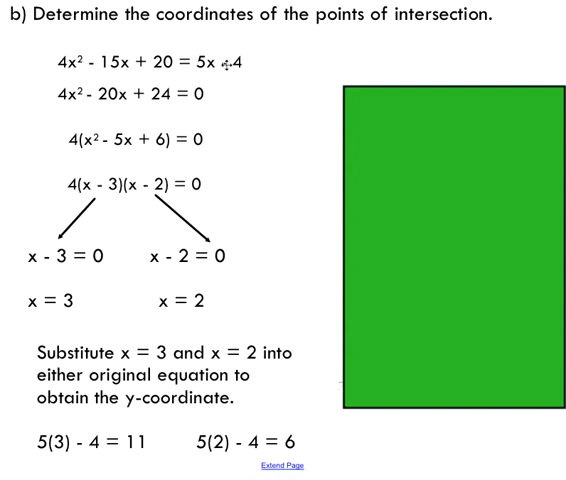 b) Determine the coordinates of the points of intersection.
4x² - 15x + 20 = 5x - 4
4x² - 20x + 24 = 0
4(x² - 5x + 6) = 0
4(x - 3)(x - 2) = 0
x - 3 = 0 x - 2 = 0
x = 3 x = 2
Substitute x = 3 and x = 2 into
either original equation to
obtain the y-coordinate.
5(3) - 4 = 11 5(2) - 4 = 6
Extend Page